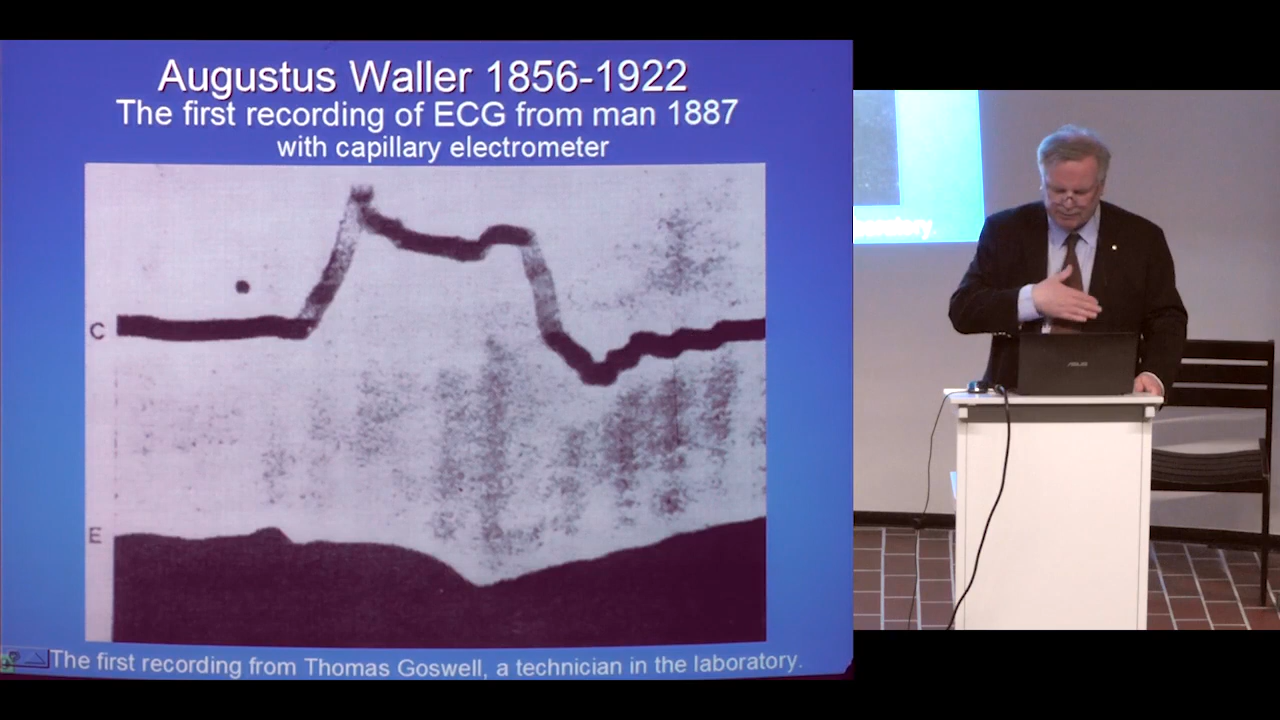 Augustus Waller 1856-1922
The first recording of ECG from man 1887
with capillary electrometer
C
E
The first recording from Thomas Goswell, a technician in the laboratory.
ASUS